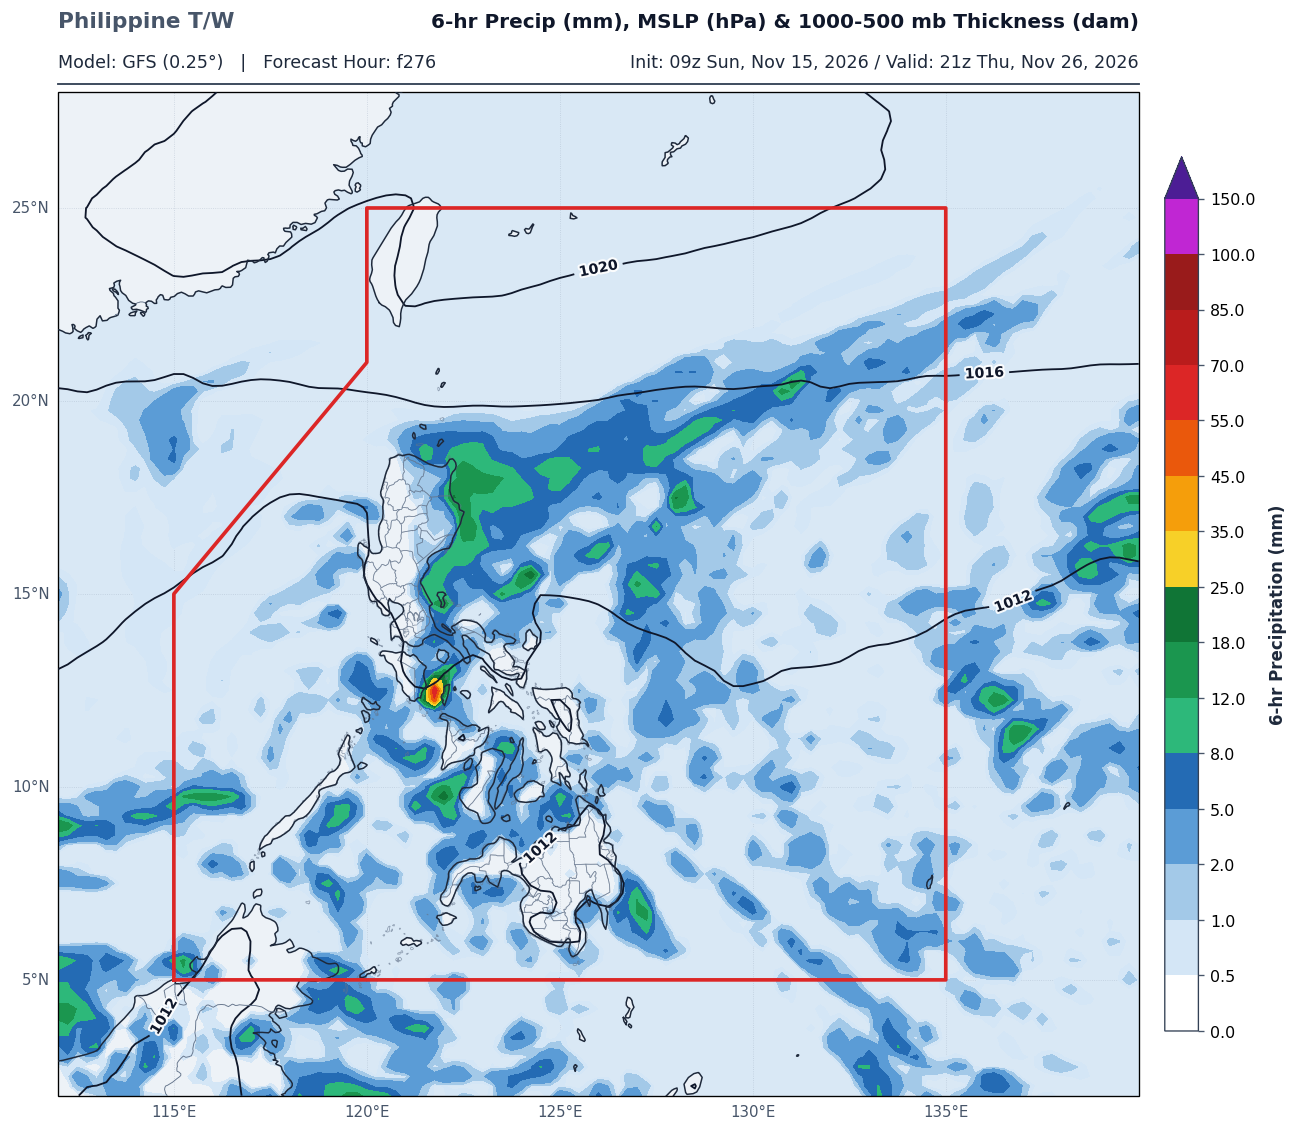 Philippine T/W
6-hr Precip (mm), MSLP (hPa) & 1000-500 mb Thickness (dam)
Model: GFS (0.25°) | Forecast Hour: f276
Init: 09z Sun, Nov 15, 2026 / Valid: 21z Thu, Nov 26, 2026
25°N
20°N
15°N
10°N
5°N
115°E
120°E
125°E
130°E
135°E
1020
1016
1012
1012
1012
150.0
100.0
85.0
70.0
55.0
45.0
35.0
25.0
18.0
12.0
8.0
5.0
2.0
1.0
0.5
0.0
6-hr Precipitation (mm)